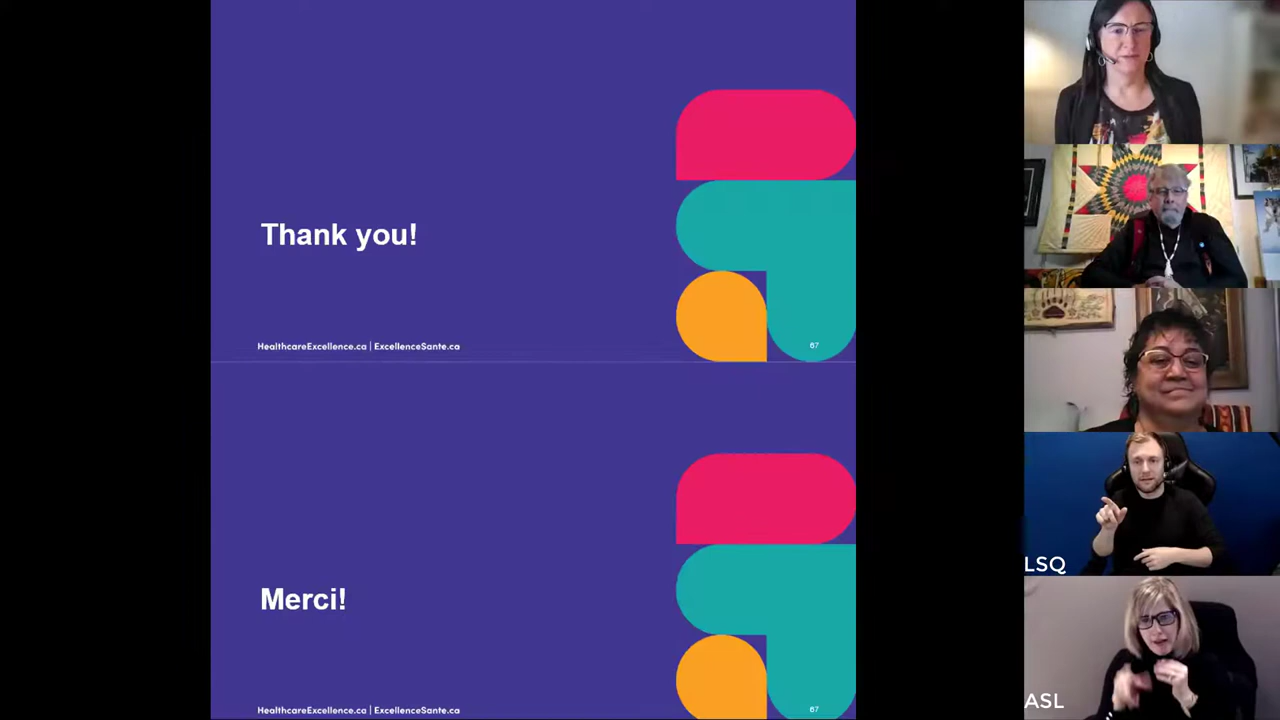 Thank you!
HealthcareExcellence.ca | ExcellenceSante.ca
67
Merci!
HealthcareExcellence.ca | ExcellenceSante.ca
67
LSQ
ASL